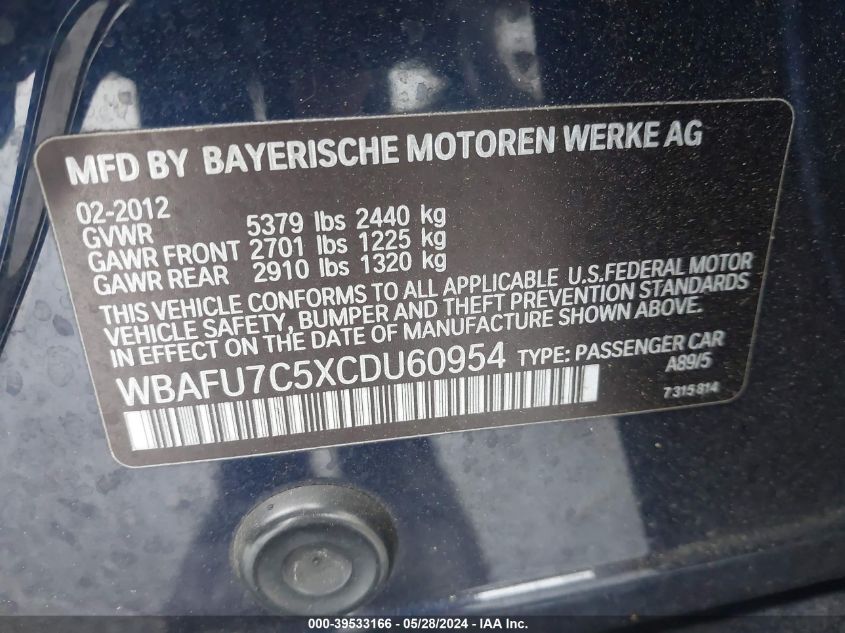 MFD BY BAYERISCHE MOTOREN WERKE AG
02-2012
GVWR 5379 lbs 2440 kg
GAWR FRONT 2701 lbs 1225 kg
GAWR REAR 2910 lbs 1320 kg
THIS VEHICLE CONFORMS TO ALL APPLICABLE U.S.FEDERAL MOTOR
VEHICLE SAFETY, BUMPER AND THEFT PREVENTION STANDARDS
IN EFFECT ON THE DATE OF MANUFACTURE SHOWN ABOVE.
WBAFU7C5XCDU60954 TYPE: PASSENGER CAR
A89/5
7315814
000-39533166 - 05/28/2024 - IAA Inc.